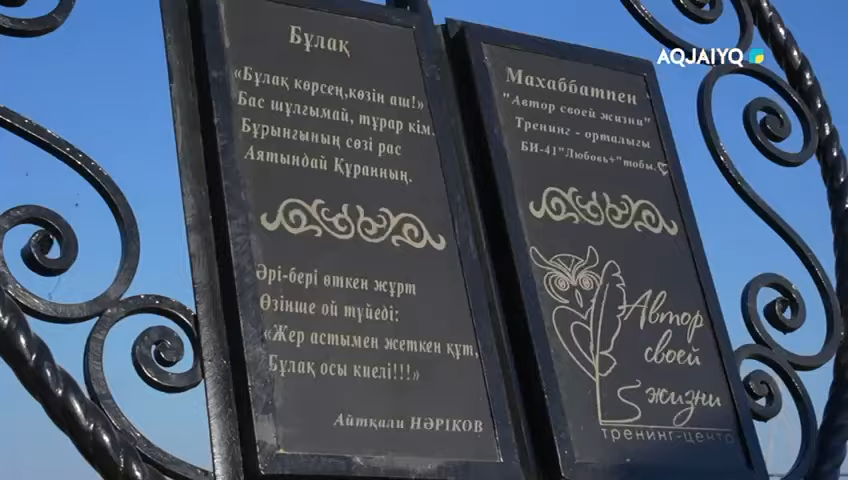 Бұлақ
«Бұлақ көрсең,көзін аш!»
Бас шұлғымай, тұрар кім.
Бұрынғының сөзі рас
Аятындай Құранның.
Әрі-бері өткен жұрт
Өзінше ой түйеді:
«Жер астымен жеткен құт,
Бұлақ осы киелі!!!»
Айтқали НӘРІКОВ
Махаббатпен
"Автор своей жизни"
Тренинг - орталығы
БИ-41"Любовь+"тобы.
Автор
своей
жизни
тренинг-центр
AQJAIYQ